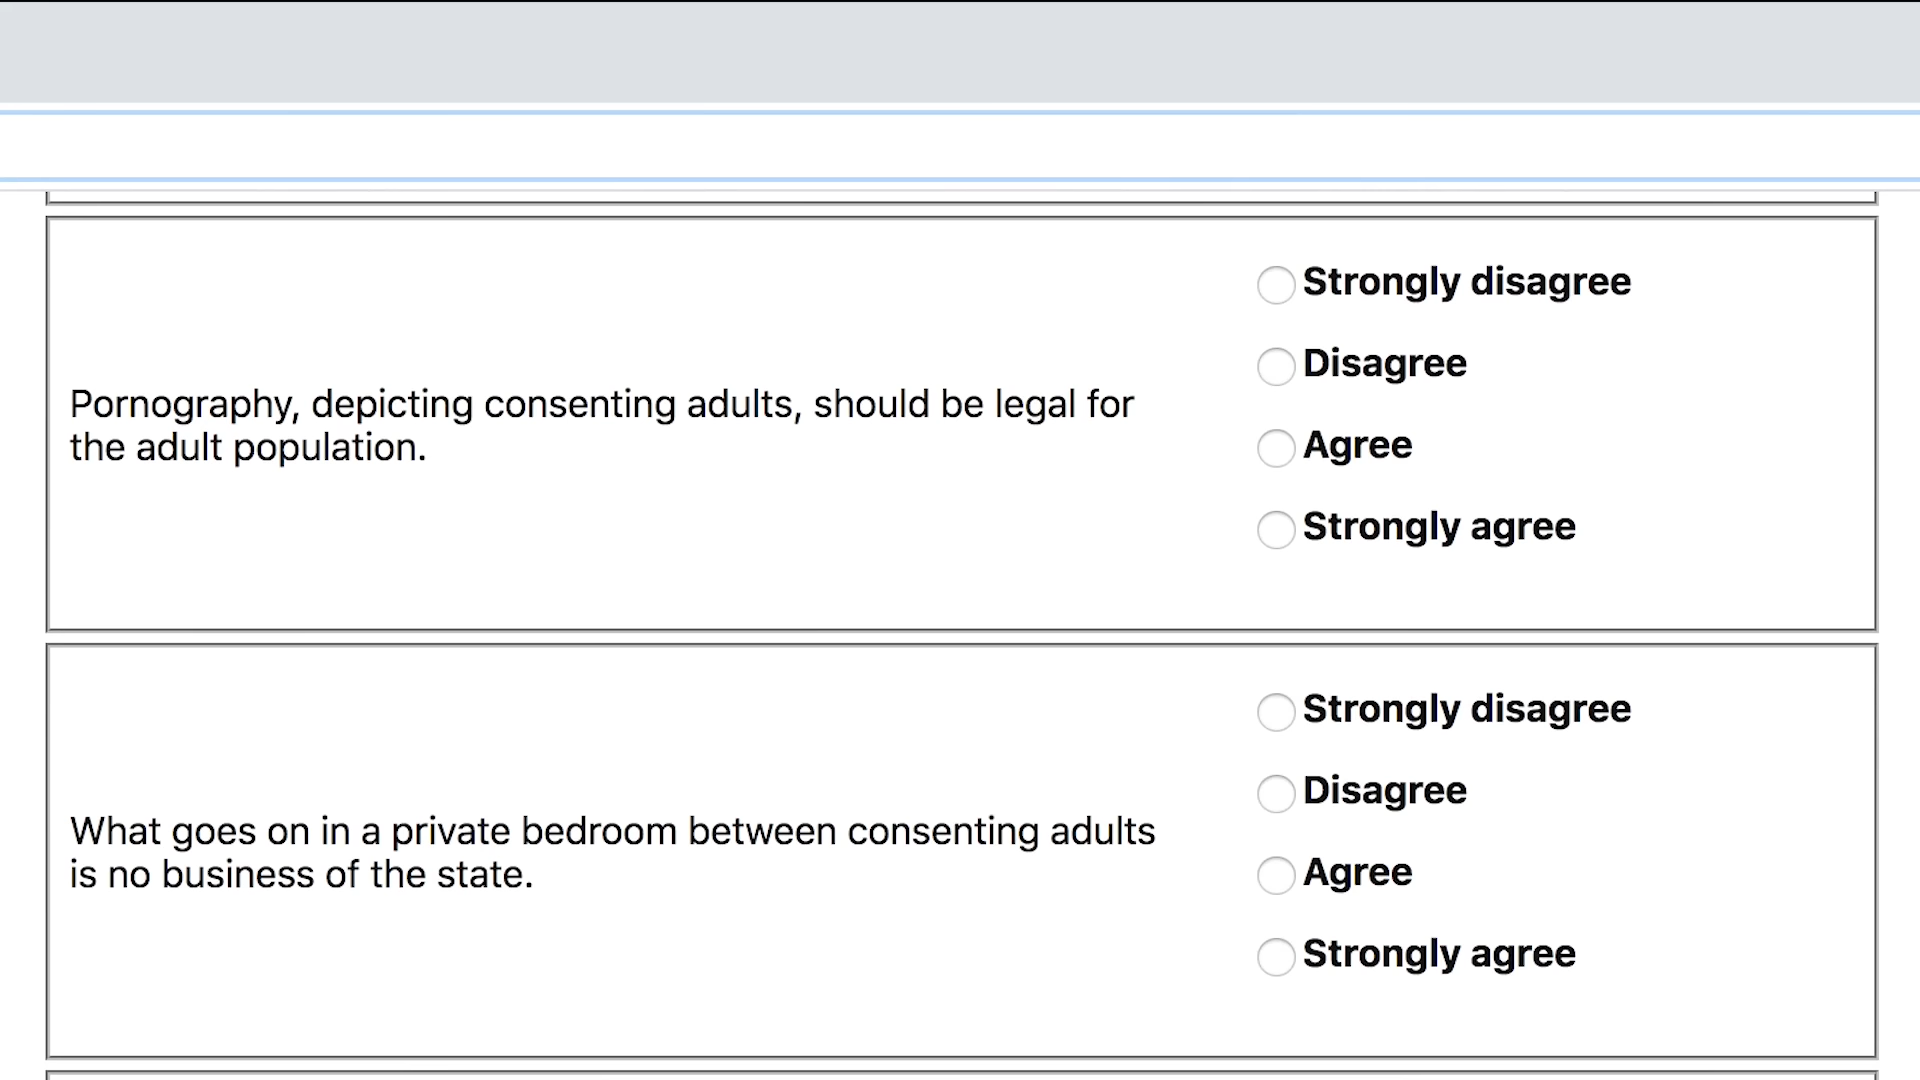 Pornography, depicting consenting adults, should be legal for
the adult population.
Strongly disagree
Disagree
Agree
Strongly agree
What goes on in a private bedroom between consenting adults
is no business of the state.
Strongly disagree
Disagree
Agree
Strongly agree